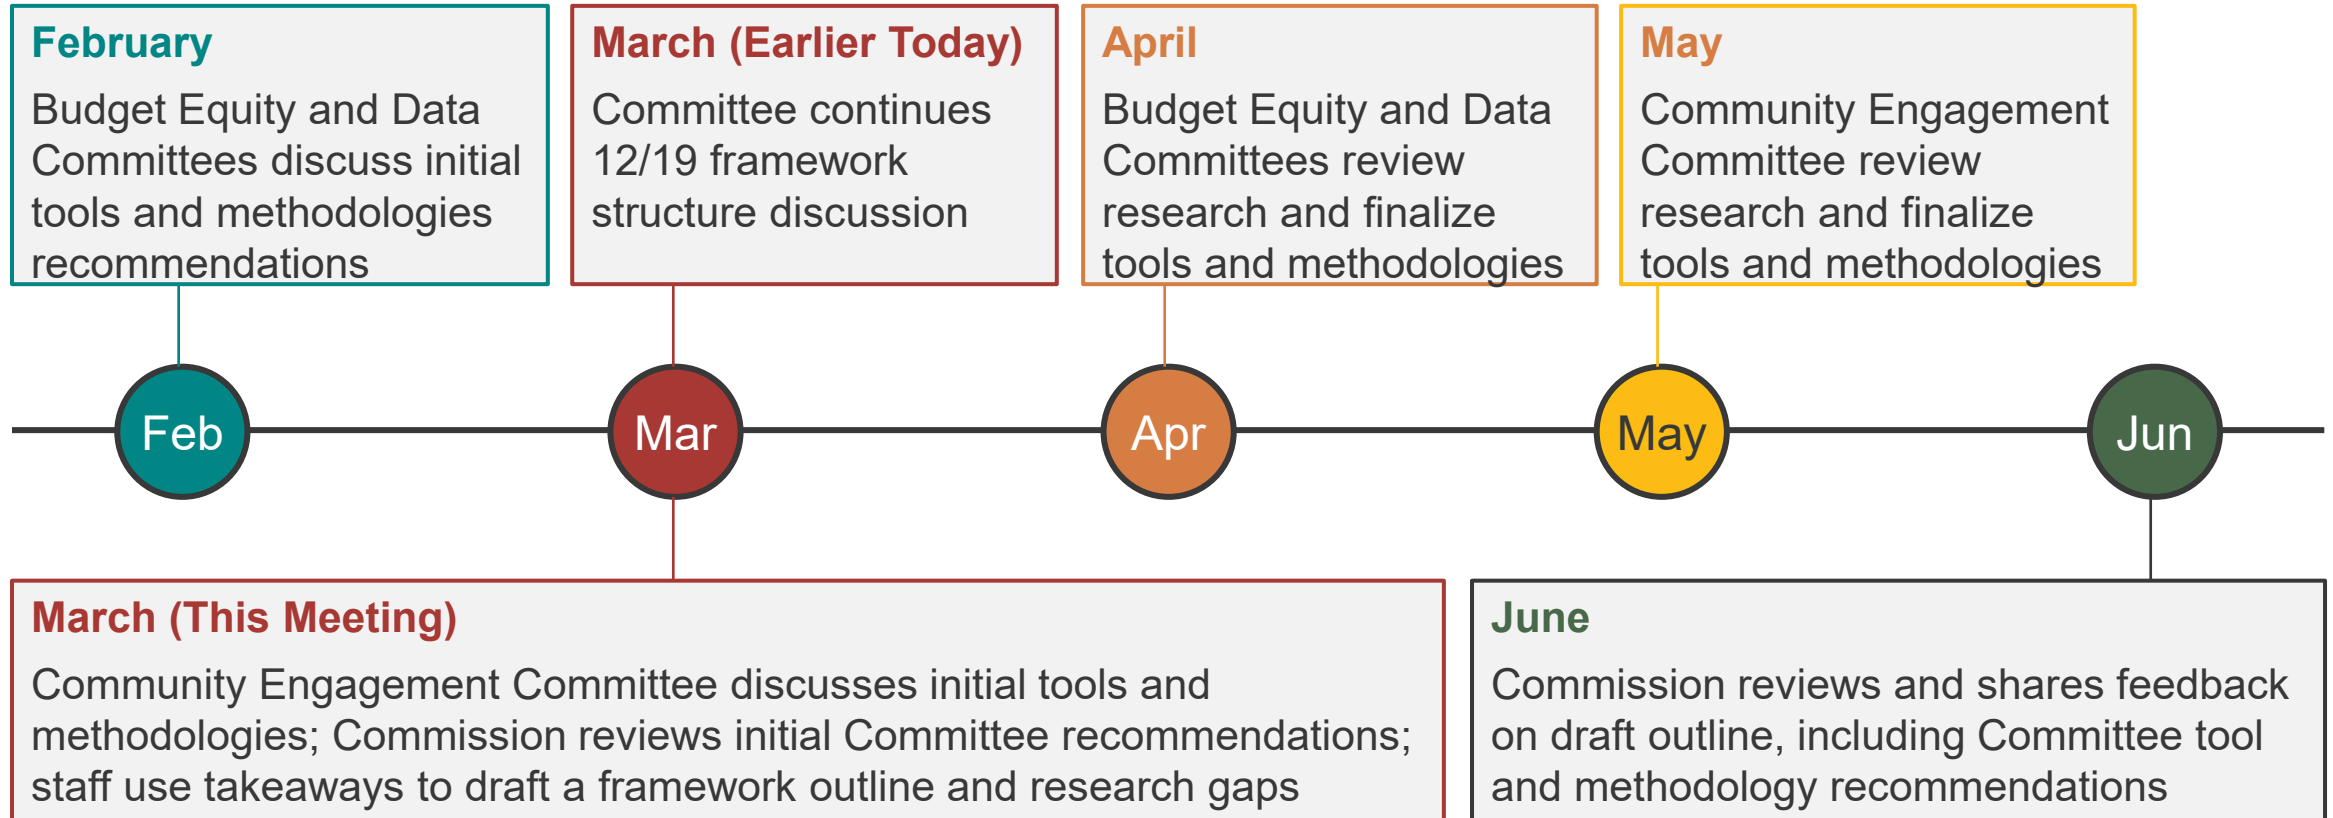 February
Budget Equity and Data
Committees discuss initial
tools and methodologies
recommendations
March (Earlier Today)
Committee continues
12/19 framework
structure discussion
April
Budget Equity and Data
Committees review
research and finalize
tools and methodologies
May
Community Engagement
Committee review
research and finalize
tools and methodologies
Feb
Mar
Apr
May
Jun
March (This Meeting)
Community Engagement Committee discusses initial tools and
methodologies; Commission reviews initial Committee recommendations;
staff use takeaways to draft a framework outline and research gaps
June
Commission reviews and shares feedback
on draft outline, including Committee tool
and methodology recommendations